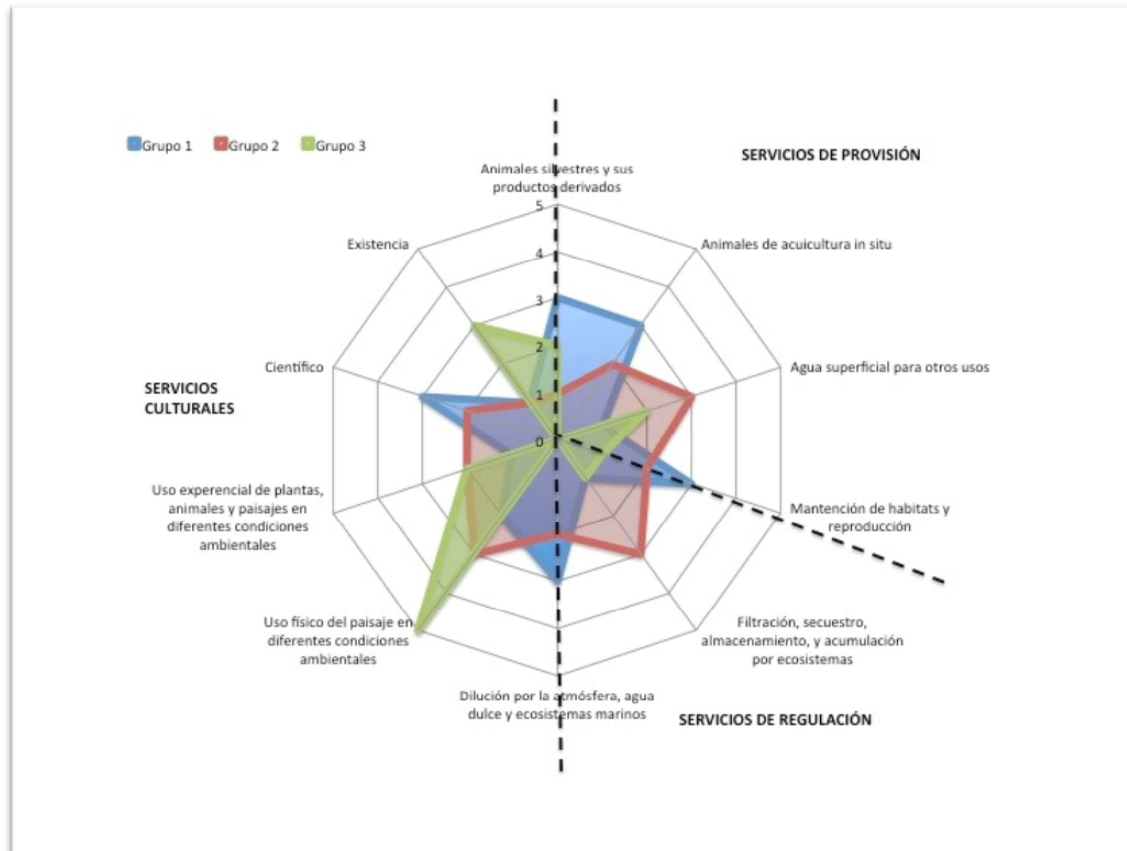 Grupo 1 Grupo 2 Grupo 3
SERVICIOS DE PROVISIÓN
Animales silvestres y sus
productos derivados
5
4
3
2
1
0
Animales de acuicultura in situ
Agua superficial para otros usos
Mantención de habitats y
reproducción
Filtración, secuestro,
almacenamiento, y acumulación
por ecosistemas
SERVICIOS DE REGULACIÓN
Dilución por la atmósfera, agua
dulce y ecosistemas marinos
Uso físico del paisaje en
diferentes condiciones
ambientales
Uso experencial de plantas,
animales y paisajes en
diferentes condiciones
ambientales
SERVICIOS
CULTURALES
Científico
Existencia